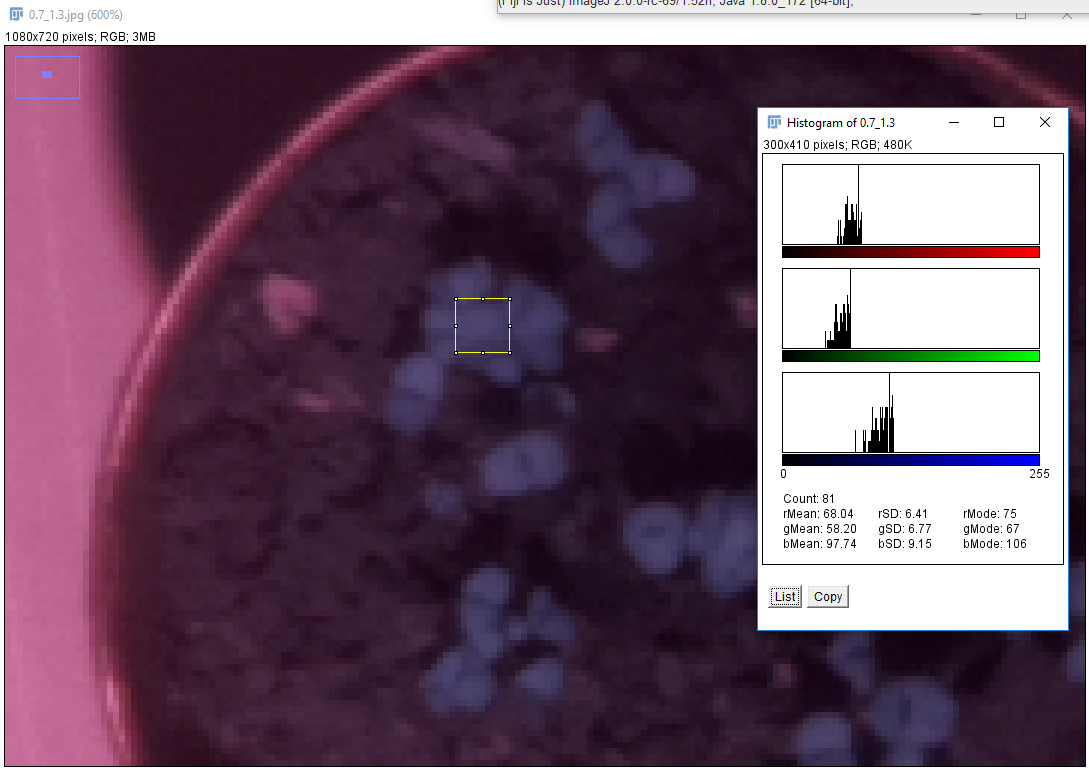 (Fiji Is Just) ImageJ 2.0.0-rc-69/1.52n; Java 1.8.0_172 [64-bit];
0.7_1.3.jpg (600%)
1080x720 pixels; RGB; 3MB
Histogram of 0.7_1.3
300x410 pixels; RGB; 480K
0 255
Count: 81
rMean: 68.04 rSD: 6.41 rMode: 75
gMean: 58.20 gSD: 6.77 gMode: 67
bMean: 97.74 bSD: 9.15 bMode: 106
List Copy